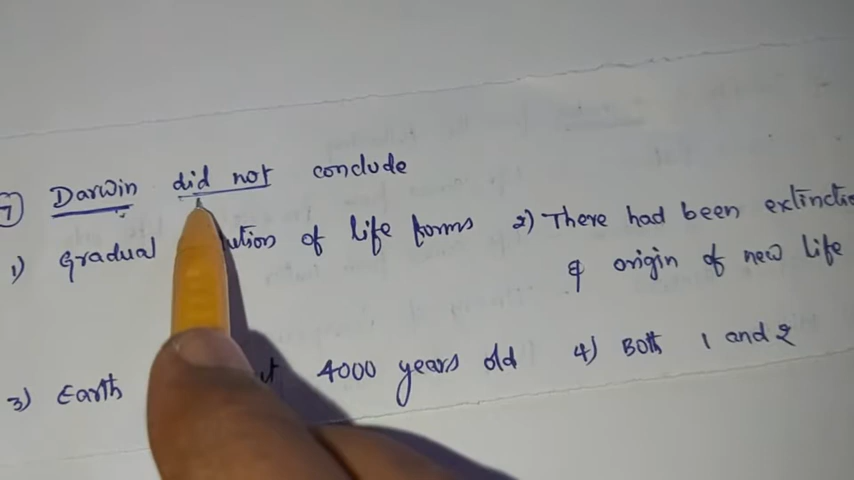 7 Darwin did not conclude
1) Gradual of life forms 2) There had been
& origin of new life
3) Earth 4000 years old 4) Both 1 and 2